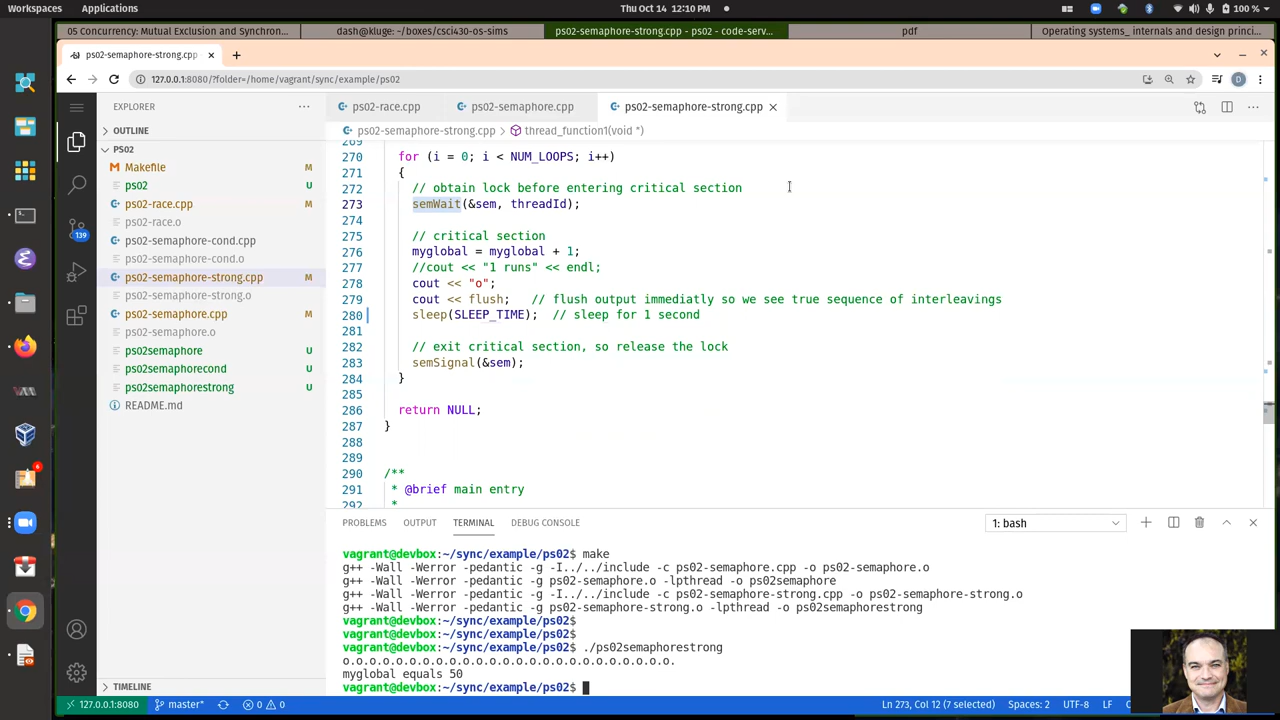 Workspaces Applications Thu Oct 14 12:10 PM 100 %
05 Concurrency: Mutual Exclusion and Synchron... dash@kluge: ~/boxes/csci430-os-sims ps02-semaphore-strong.cpp - ps02 - code-serv... pdf Operating systems_ internals and design princi...
ps02-semaphore-strong.cpp ×
127.0.0.1:8080/?folder=/home/vagrant/sync/example/ps02 D
EXPLORER ... ps02-race.cpp ps02-semaphore.cpp ps02-semaphore-strong.cpp ×
OUTLINE ps02-semaphore-strong.cpp > thread_function1(void *)
PS02
Makefile M
ps02 U
ps02-race.cpp M
ps02-race.o
139
ps02-semaphore-cond.cpp
ps02-semaphore-cond.o
ps02-semaphore-strong.cpp M
ps02-semaphore-strong.o
ps02-semaphore.cpp M
ps02-semaphore.o
ps02semaphore U
ps02semaphorecond U
ps02semaphorestrong U
README.md
6
TIMELINE
269
270 for (i = 0; i < NUM_LOOPS; i++)
271 {
272 // obtain lock before entering critical section
273 semWait(&sem, threadId);
274
275 // critical section
276 myglobal = myglobal + 1;
277 //cout << "1 runs" << endl;
278 cout << "o";
279 cout << flush; // flush output immediatly so we see true sequence of interleavings
280 sleep(SLEEP_TIME); // sleep for 1 second
281
282 // exit critical section, so release the lock
283 semSignal(&sem);
284 }
285
286 return NULL;
287 }
288
289
290 /**
291 * @brief main entry
292 *
PROBLEMS OUTPUT TERMINAL DEBUG CONSOLE 1: bash
vagrant@devbox:~/sync/example/ps02$ make
g++ -Wall -Werror -pedantic -g -I../../include -c ps02-semaphore.cpp -o ps02-semaphore.o
g++ -Wall -Werror -pedantic -g ps02-semaphore.o -lpthread -o ps02semaphore
g++ -Wall -Werror -pedantic -g -I../../include -c ps02-semaphore-strong.cpp -o ps02-semaphore-strong.o
g++ -Wall -Werror -pedantic -g ps02-semaphore-strong.o -lpthread -o ps02semaphorestrong
vagrant@devbox:~/sync/example/ps02$
vagrant@devbox:~/sync/example/ps02$
vagrant@devbox:~/sync/example/ps02$ ./ps02semaphorestrong
o.o.o.o.o.o.o.o.o.o.o.o.o.o.o.o.o.o.o.o.o.o.o.o.o.
myglobal equals 50
vagrant@devbox:~/sync/example/ps02$
127.0.0.1:8080 master* 0 0 Ln 273, Col 12 (7 selected) Spaces: 2 UTF-8 LF